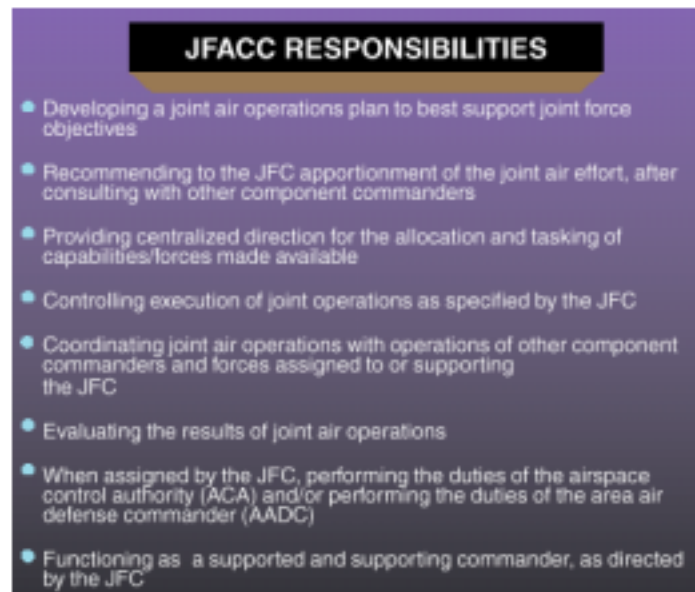 JFACC RESPONSIBILITIES
Developing a joint air operations plan to best support joint force
objectives
Recommending to the JFC apportionment of the joint air effort, after
consulting with other component commanders
Providing centralized direction for the allocation and tasking of
capabilities/forces made available
Controlling execution of joint operations as specified by the JFC
Coordinating joint air operations with operations of other component
commanders and forces assigned to or supporting
the JFC
Evaluating the results of joint air operations
When assigned by the JFC, performing the duties of the airspace
control authority (ACA) and/or performing the duties of the area air
defense commander (AADC)
Functioning as a supported and supporting commander, as directed
by the JFC